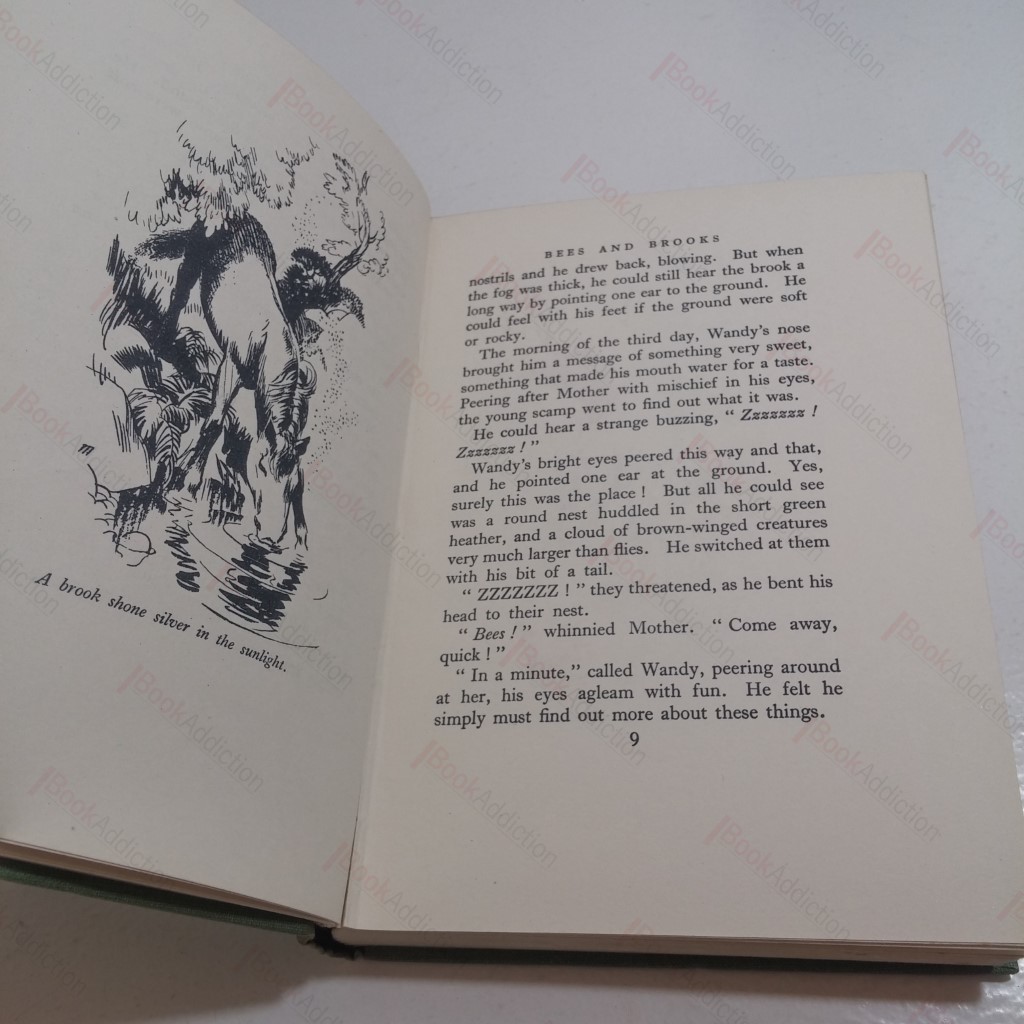 A brook shone silver in the sunlight.
BEES AND BROOKS
nostrils and he drew back, blowing. But when
the fog was thick, he could still hear the brook a
long way by pointing one ear to the ground. He
could feel with his feet if the ground were soft
or rocky.
The morning of the third day, Wandy's nose
brought him a message of something very sweet,
something that made his mouth water for a taste.
Peering after Mother with mischief in his eyes,
the young scamp went to find out what it was.
He could hear a strange buzzing, " Zzzzzzz !
Zzzzzzz ! "
Wandy's bright eyes peered this way and that,
and he pointed one ear at the ground. Yes,
surely this was the place ! But all he could see
was a round nest huddled in the short green
heather, and a cloud of brown-winged creatures
very much larger than flies. He switched at them
with his bit of a tail.
" ZZZZZZZ ! " they threatened, as he bent his
head to their nest.
" Bees ! " whinnied Mother. " Come away,
quick ! "
" In a minute," called Wandy, peering around
at her, his eyes agleam with fun. He felt he
simply must find out more about these things.
9
BookAddiction